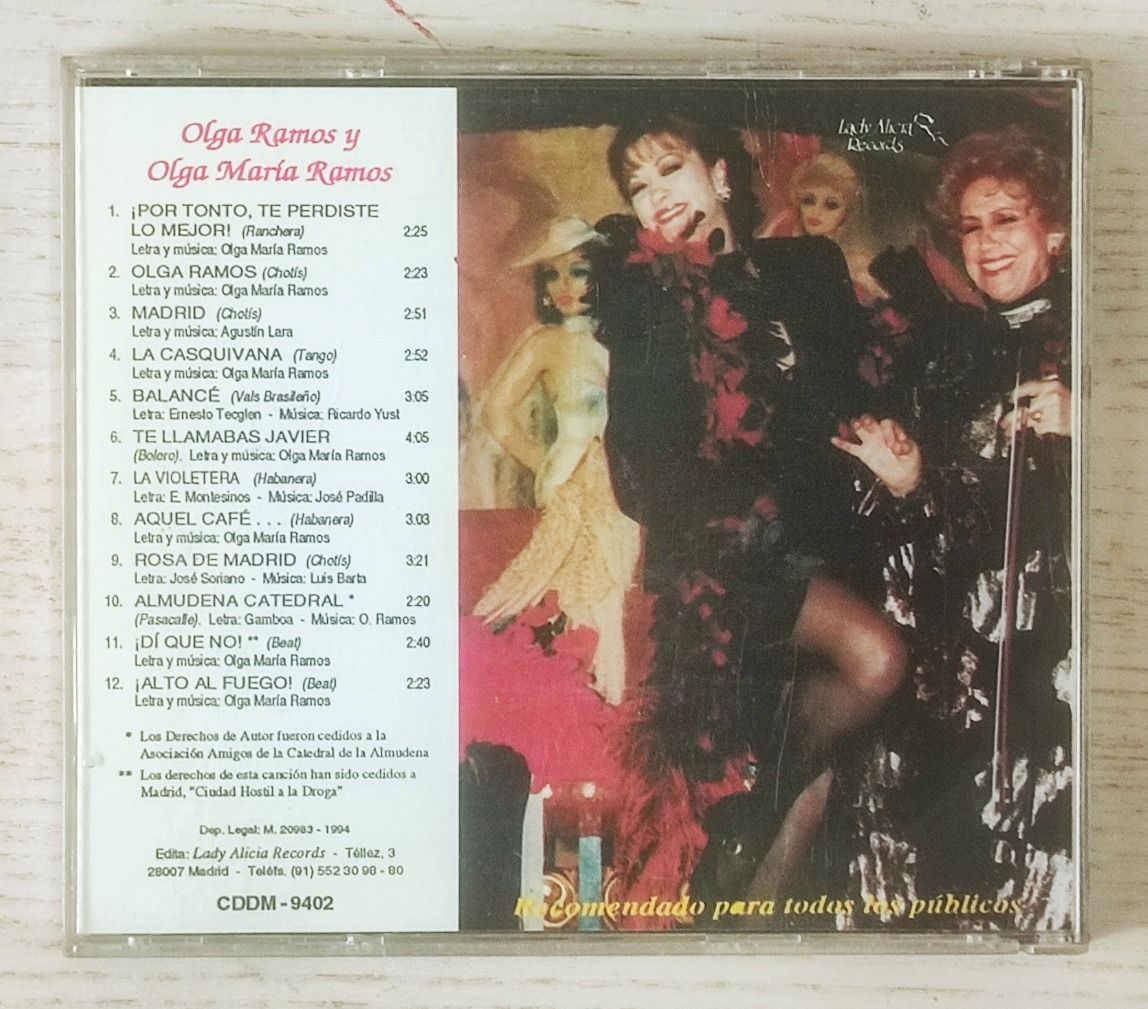 Olga Ramos y
Olga María Ramos
1. ¡POR TONTO, TE PERDISTE
LO MEJOR! (Ranchera) 2:25
Letra y música: Olga María Ramos
2. OLGA RAMOS (Chotís) 2:23
Letra y música: Olga María Ramos
3. MADRID (Chotís) 2:51
Letra y música: Agustín Lara
4. LA CASQUIVANA (Tango) 2:52
Letra y música: Olga María Ramos
5. BALANCÉ (Vals Brasileño) 3:05
Letra: Ernesto Tecglen - Música: Ricardo Yust
6. TE LLAMABAS JAVIER 4:05
(Bolero). Letra y música: Olga María Ramos
7. LA VIOLETERA (Habanera) 3:00
Letra: E. Montesinos - Música: José Padilla
8. AQUEL CAFÉ . . . (Habanera) 3:03
Letra y música: Olga María Ramos
9. ROSA DE MADRID (Chotís) 3:21
Letra: José Soriano - Música: Luis Barta
10. ALMUDENA CATEDRAL * 2:20
(Pasacalle). Letra: Gamboa - Música: O. Ramos
11. ¡DÍ QUE NO! ** (Beat) 2:40
Letra y música: Olga María Ramos
12. ¡ALTO AL FUEGO! (Beat) 2:23
Letra y música: Olga María Ramos
* Los Derechos de Autor fueron cedidos a la
Asociación Amigos de la Catedral de la Almudena
** Los derechos de esta canción han sido cedidos a
Madrid, "Ciudad Hostil a la Droga"
Dep. Legal: M. 20983 - 1994
Edita: Lady Alicia Records - Téllez, 3
28007 Madrid - Teléfs. (91) 552 30 98 - 80
CDDM - 9402
Lady Alicia
Records
Recomendado para todos los públicos